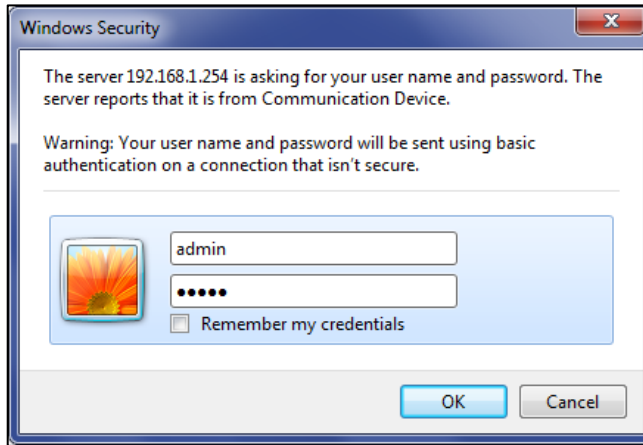 Windows Security
The server 192.168.1.254 is asking for your user name and password. The
server reports that it is from Communication Device.
Warning: Your user name and password will be sent using basic
authentication on a connection that isn't secure.
admin
●●●●●
Remember my credentials
OK
Cancel